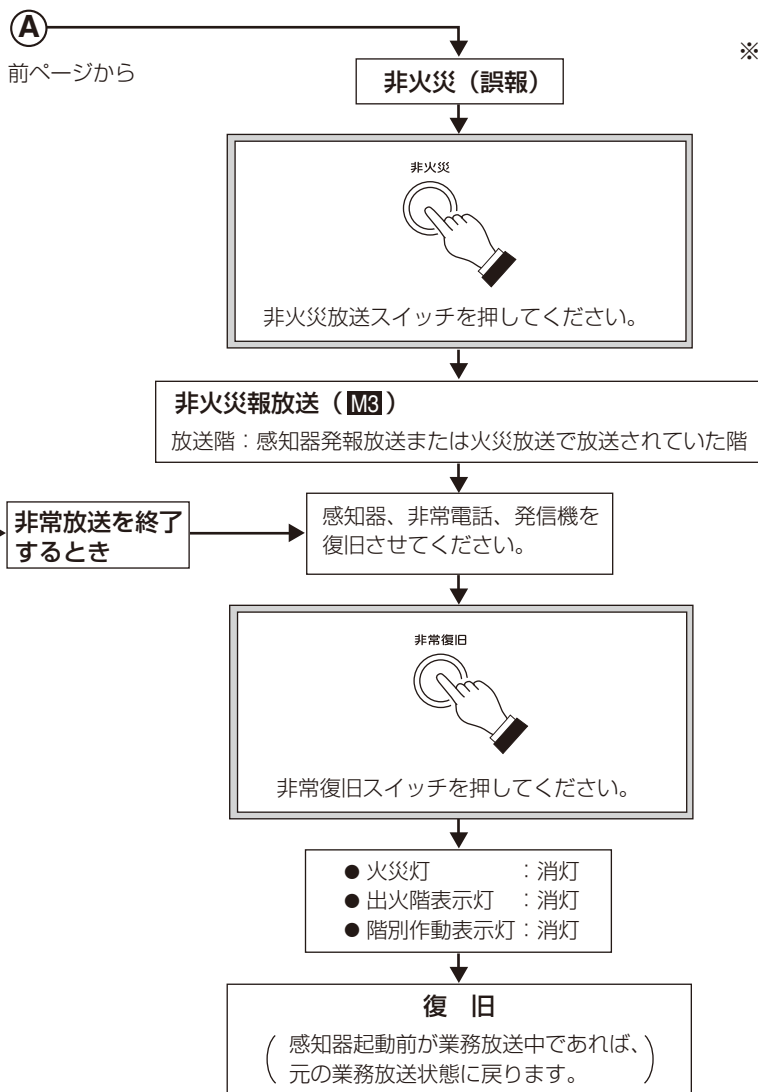 A
前ページから
※
非火災（誤報）
非火災
非火災放送スイッチを押してください。
非火災報放送（M3）
放送階：感知器発報放送または火災放送で放送されていた階
非常放送を終了
するとき
感知器、非常電話、発信機を
復旧させてください。
非常復旧
非常復旧スイッチを押してください。
●火災灯　　　　：消灯
●出火階表示灯　：消灯
●階別作動表示灯：消灯
復　旧
（感知器起動前が業務放送中であれば、
元の業務放送状態に戻ります。）